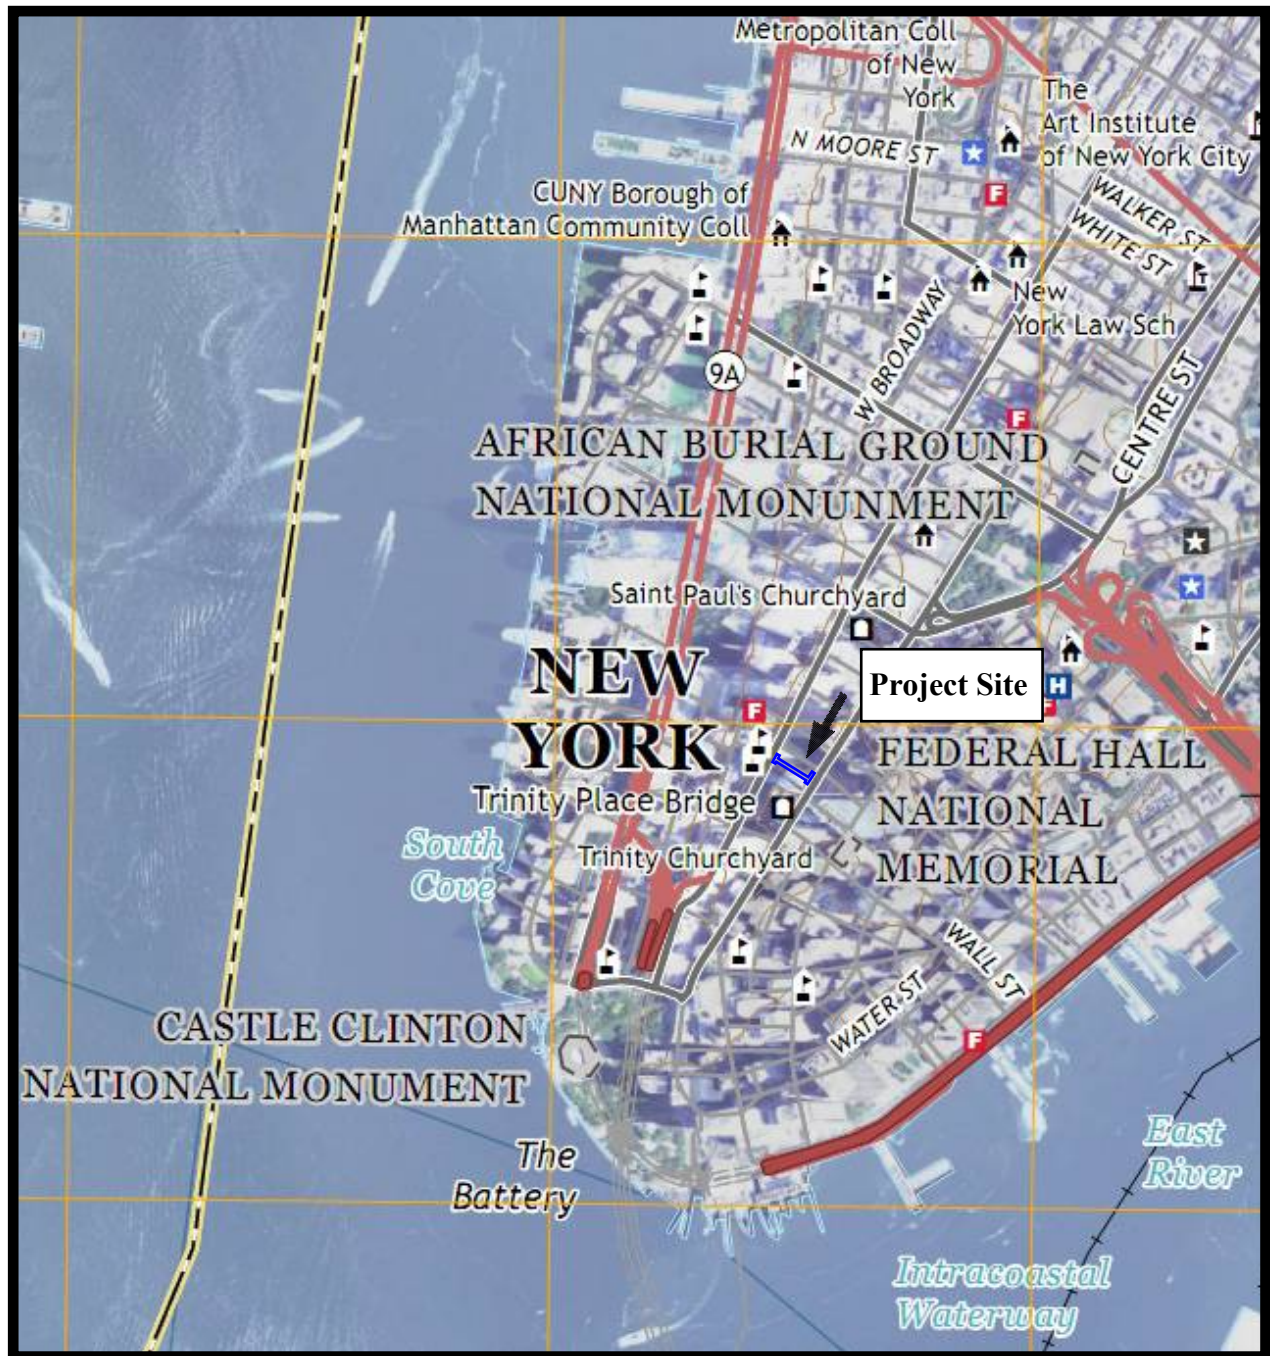 Metropolitan Coll
of New
York
The
Art Institute
of New York City
N MOORE ST
F
CUNY Borough of
Manhattan Community Coll
WALKER ST
WHITE ST
New
York Law Sch
9A
W BROADWAY
CENTRE ST
F
AFRICAN BURIAL GROUND
NATIONAL MONUNMENT
Saint Paul's Churchyard
NEW
YORK
Project Site
H
F
F
FEDERAL HALL
NATIONAL
MEMORIAL
Trinity Place Bridge
Trinity Churchyard
South
Cove
WALL ST
WATER ST
F
CASTLE CLINTON
NATIONAL MONUMENT
The
Battery
East
River
Intracoastal
Waterway